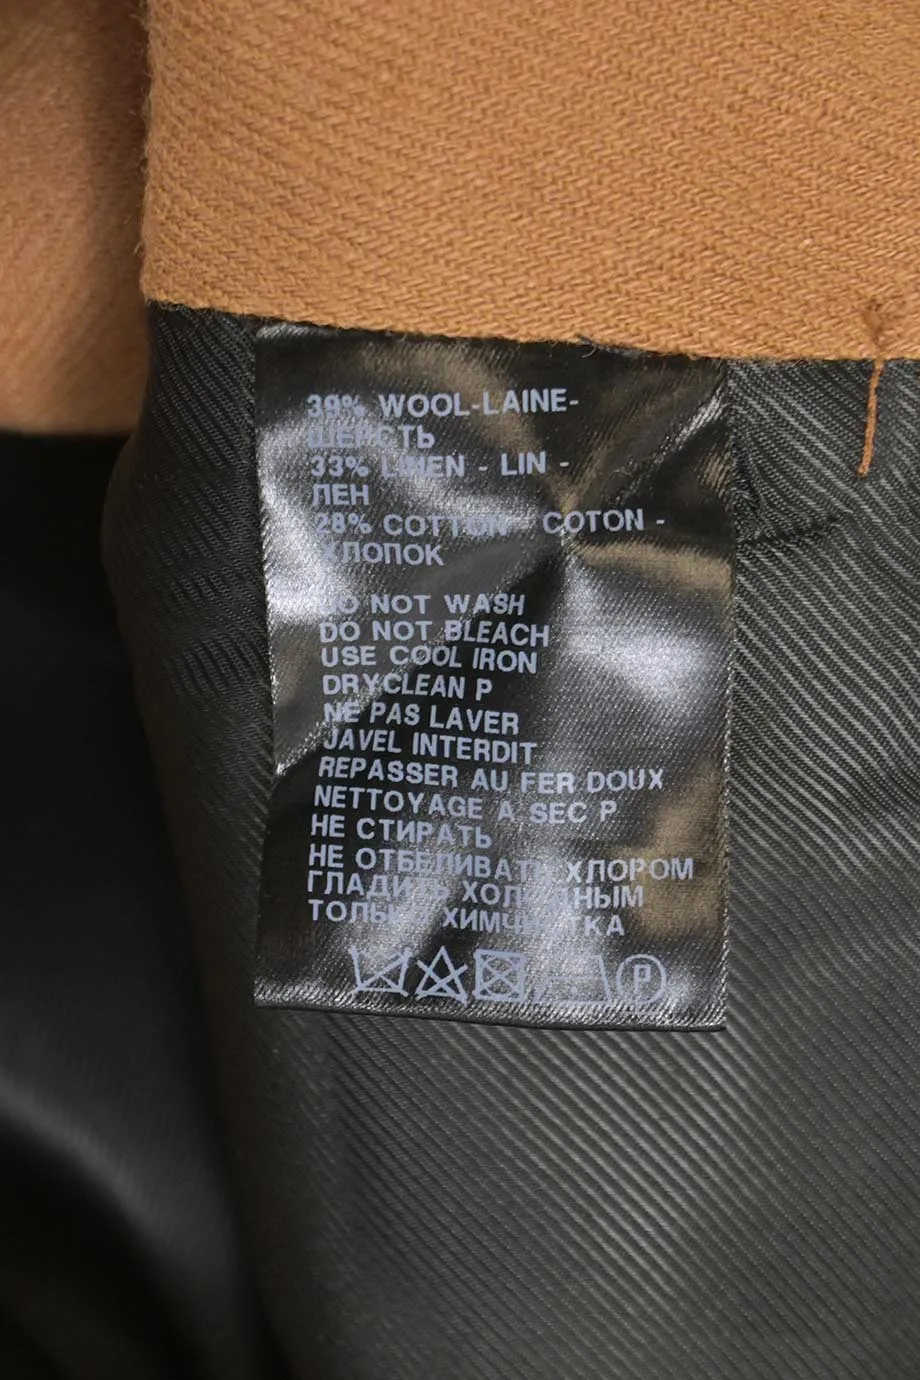 39% WOOL-LAINE-
ШЕРСТЬ
33% LINEN - LIN -
ЛЕН
28% COTTON - COTON -
ХЛОПОК
DO NOT WASH
DO NOT BLEACH
USE COOL IRON
DRYCLEAN P
NE PAS LAVER
JAVEL INTERDIT
REPASSER AU FER DOUX
NETTOYAGE A SEC P
НЕ СТИРАТЬ
НЕ ОТБЕЛИВАТЬ ХЛОРОМ
ГЛАДИТЬ ХОЛОДНЫМ
ТОЛЬКО ХИМЧИСТКА
P